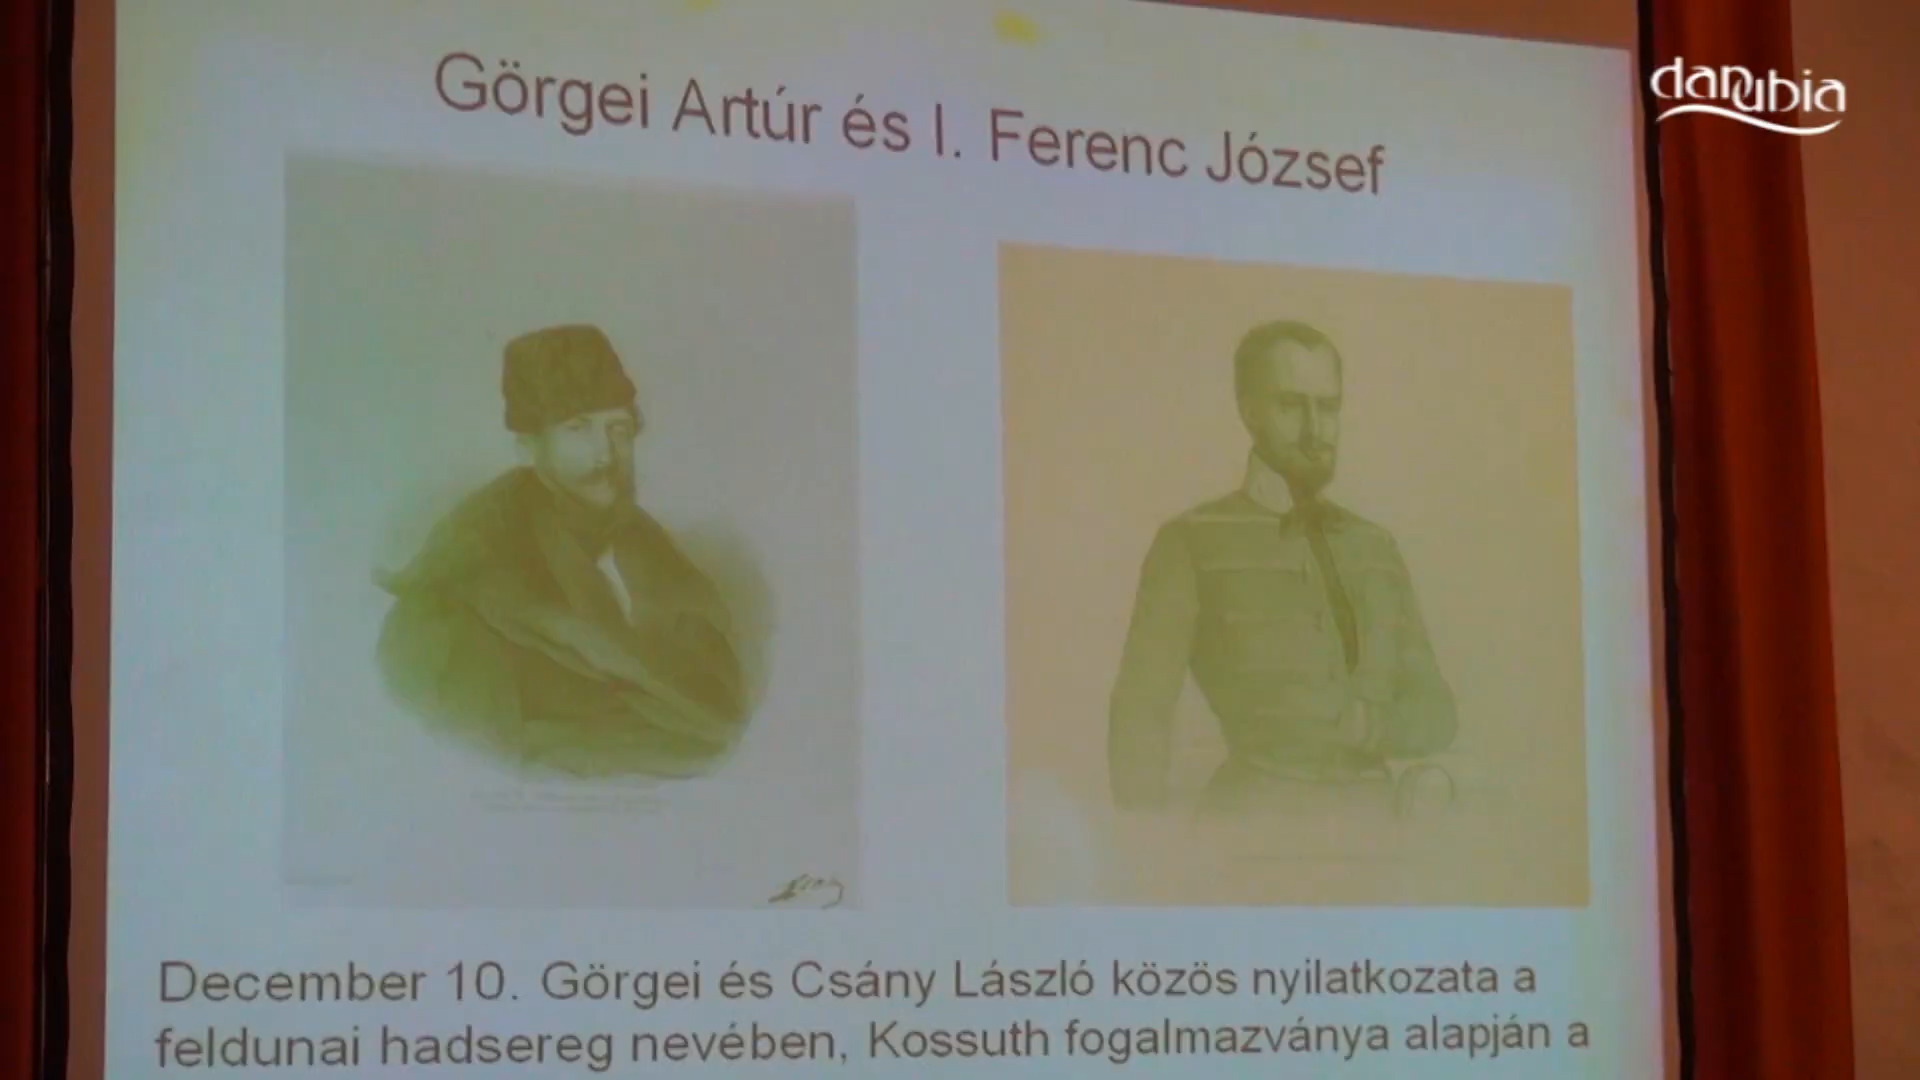 Görgei Artúr és I. Ferenc József
danubia
December 10. Görgei és Csány László közös nyilatkozata a
feldunai hadsereg nevében, Kossuth fogalmazványa alapján a